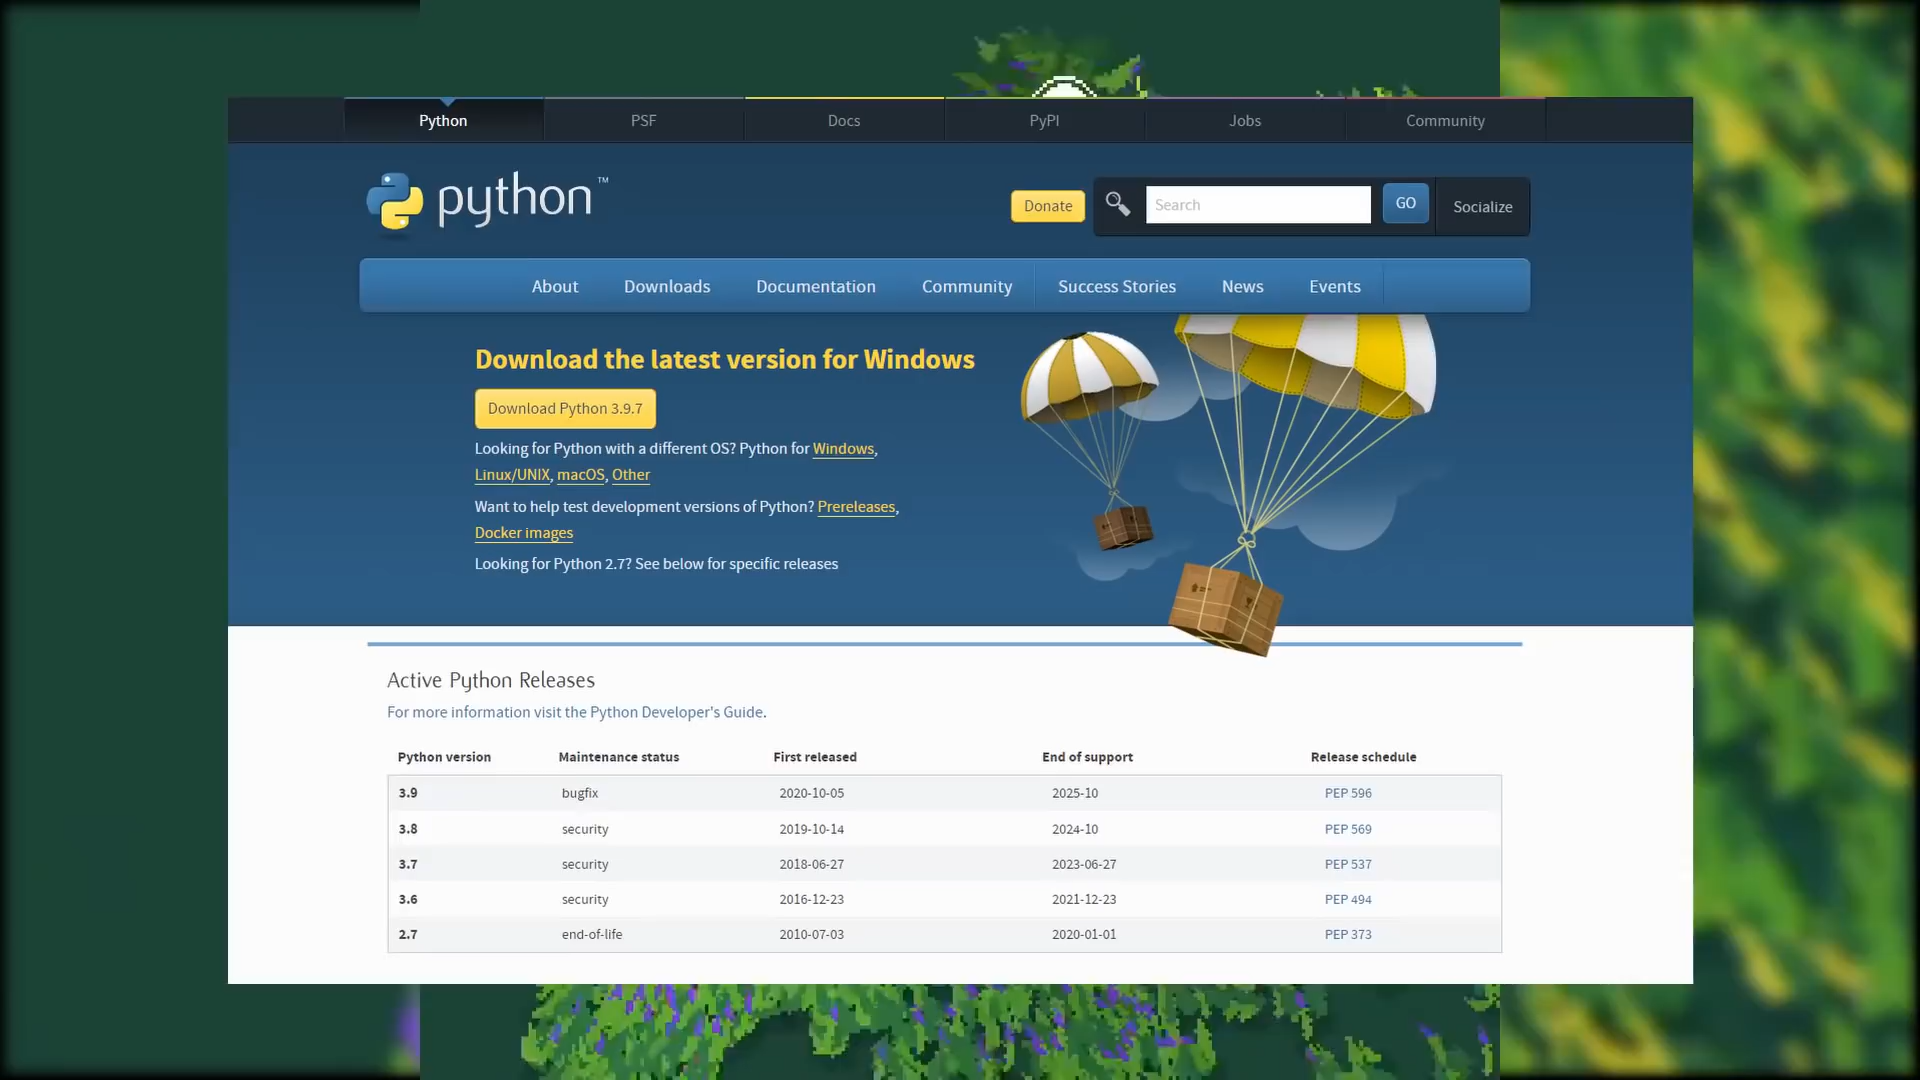 Python PSF Docs PyPI Jobs Community
python™
Donate Search GO Socialize
About Downloads Documentation Community Success Stories News Events
Download the latest version for Windows
Download Python 3.9.7
Looking for Python with a different OS? Python for Windows,
Linux/UNIX, macOS, Other
Want to help test development versions of Python? Prereleases,
Docker images
Looking for Python 2.7? See below for specific releases
Active Python Releases
For more information visit the Python Developer's Guide.
Python version Maintenance status First released End of support Release schedule
3.9 bugfix 2020-10-05 2025-10 PEP 596
3.8 security 2019-10-14 2024-10 PEP 569
3.7 security 2018-06-27 2023-06-27 PEP 537
3.6 security 2016-12-23 2021-12-23 PEP 494
2.7 end-of-life 2010-07-03 2020-01-01 PEP 373